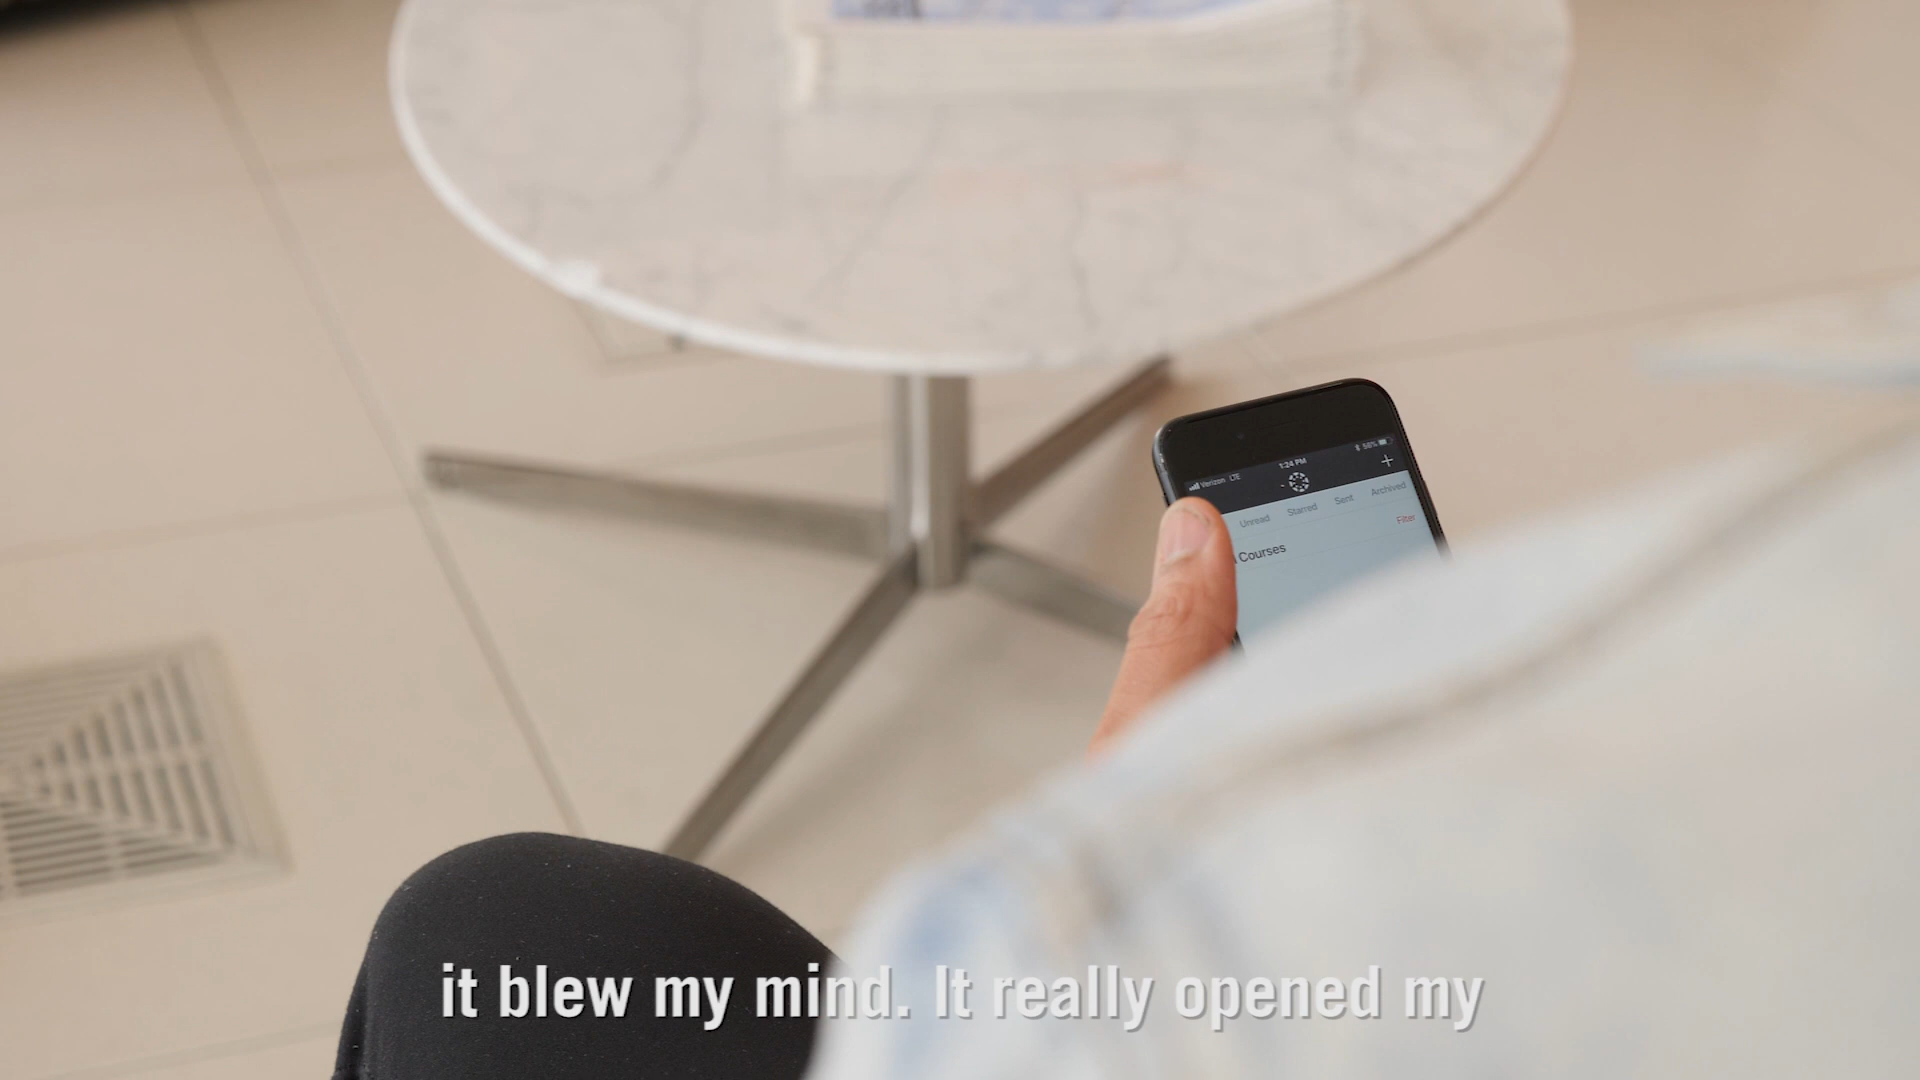 Verizon LTE 1:24 PM 56%
Unread Starred Sent Archived
Filter
Courses
it blew my mind. It really opened my